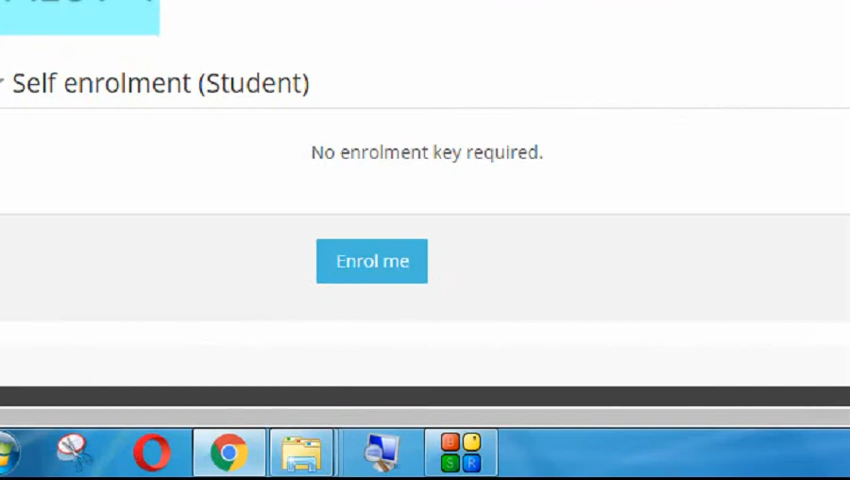 Self enrolment (Student)
No enrolment key required.
Enrol me
B
S R